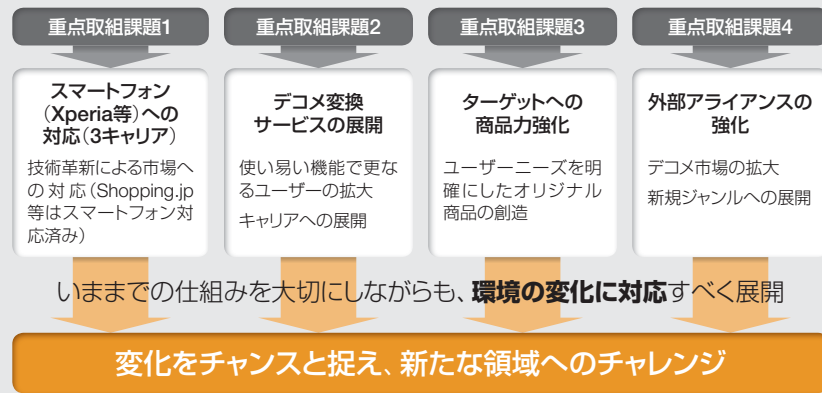 重点取組課題1
スマートフォン
（Xperia等）への
対応（3キャリア）
技術革新による市場へ
の対応（Shopping.jp
等はスマートフォン対
応済み）
重点取組課題2
デコメ変換
サービスの展開
使い易い機能で更な
るユーザーの拡大
キャリアへの展開
重点取組課題3
ターゲットへの
商品力強化
ユーザーニーズを明
確にしたオリジナル
商品の創造
重点取組課題4
外部アライアンスの
強化
デコメ市場の拡大
新規ジャンルへの展開
いままでの仕組みを大切にしながらも、環境の変化に対応すべく展開
変化をチャンスと捉え、新たな領域へのチャレンジ